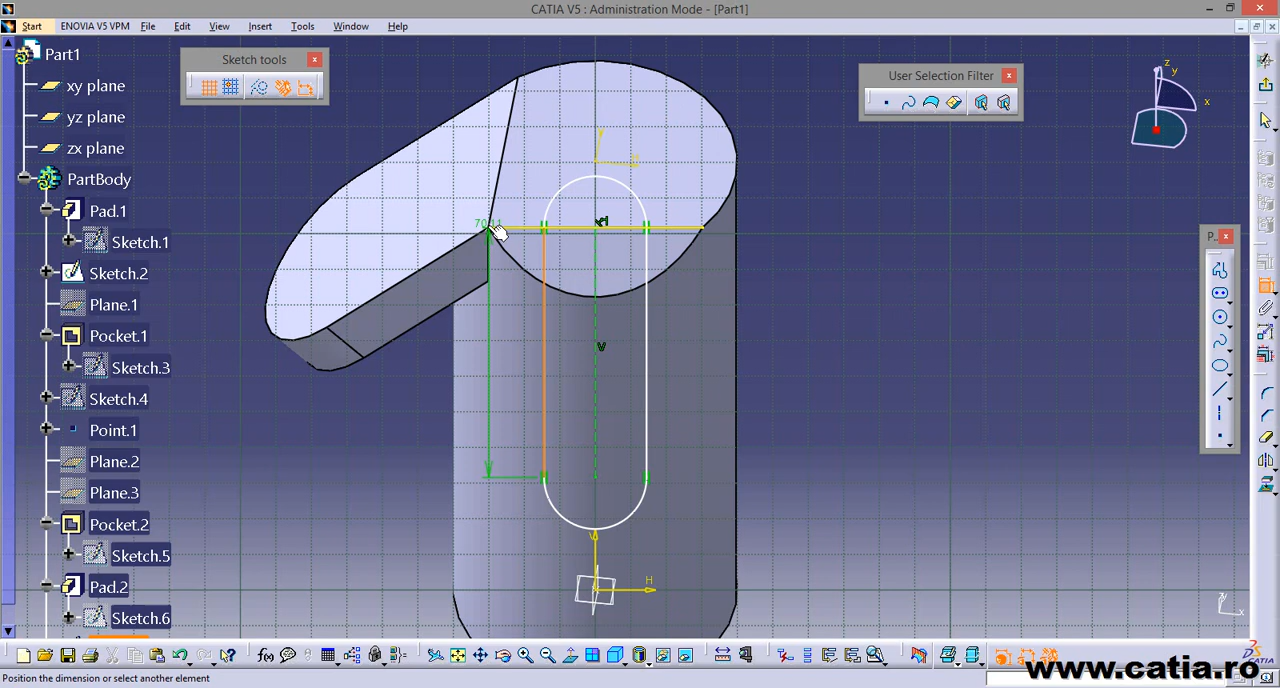 CATIA V5 : Administration Mode - [Part1]
Start ENOVIA V5 VPM File Edit View Insert Tools Window Help
Part1
xy plane
yz plane
zx plane
PartBody
Pad.1
Sketch.1
Sketch.2
Plane.1
Pocket.1
Sketch.3
Sketch.4
Point.1
Plane.2
Plane.3
Pocket.2
Sketch.5
Pad.2
Sketch.6
Sketch tools
User Selection Filter
z
y
x
P...
V
H
f(x)
www.catia.ro
Position the dimension or select another element